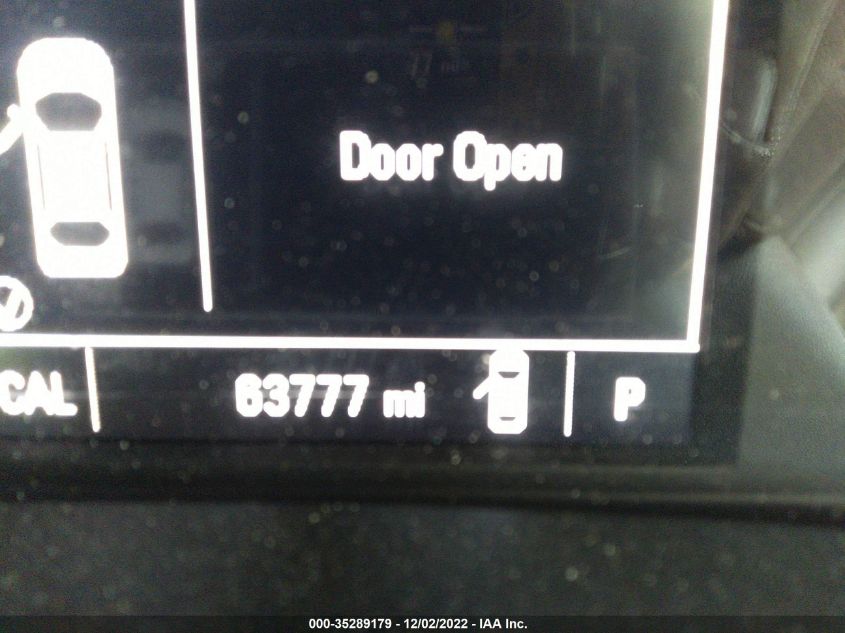 Door Open
CAL
63777 mi
P
000-35289179 - 12/02/2022 - IAA Inc.